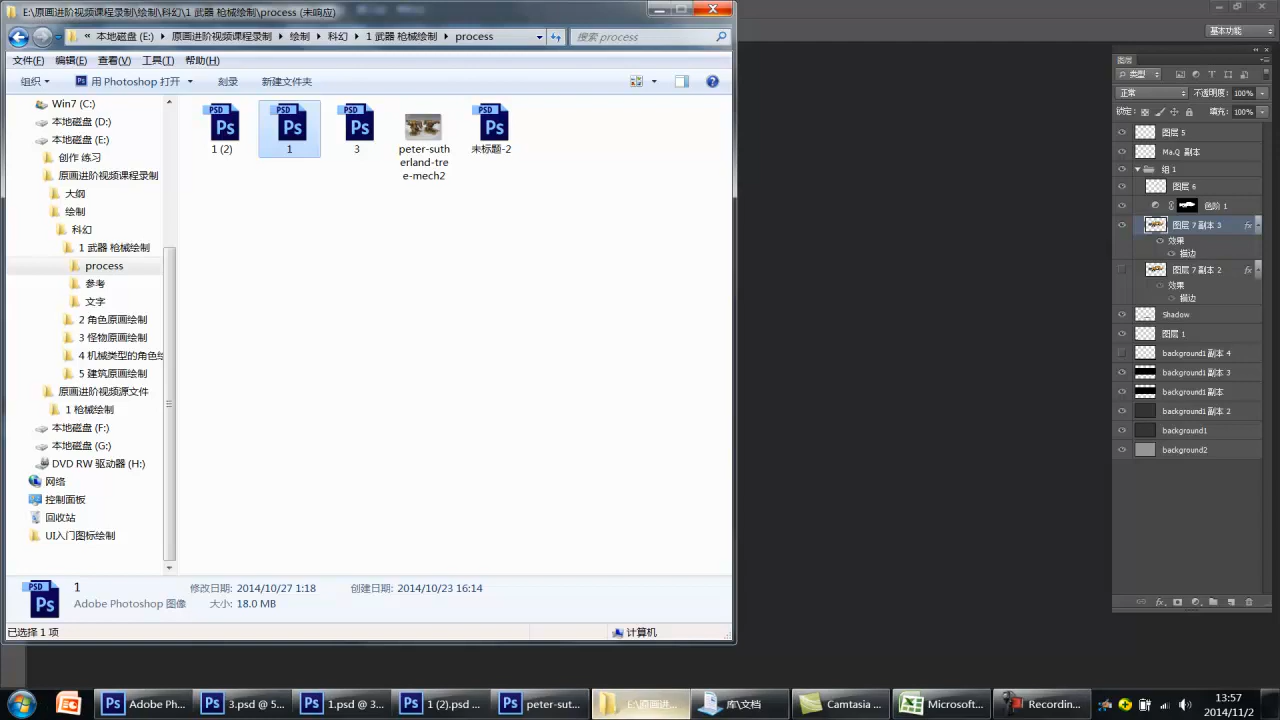 E:\原画进阶视频课程录制\绘制\科幻\1 武器 枪械绘制\process (未响应)
« 本地磁盘 (E:) 原画进阶视频课程录制 绘制 科幻 1 武器 枪械绘制 process
搜索 process
文件(F) 编辑(E) 查看(V) 工具(T) 帮助(H)
组织 用 Photoshop 打开 刻录 新建文件夹
Win7 (C:)
本地磁盘 (D:)
本地磁盘 (E:)
创作 练习
原画进阶视频课程录制
大纲
绘制
科幻
1 武器 枪械绘制
process
参考
文字
2 角色原画绘制
3 怪物原画绘制
4 机械类型的角色绘
5 建筑原画绘制
原画进阶视频源文件
1 枪械绘制
本地磁盘 (F:)
本地磁盘 (G:)
DVD RW 驱动器 (H:)
网络
控制面板
回收站
UI入门图标绘制
PSD PSD PSD PSD
Ps Ps Ps Ps
1 (2)
1
3
peter-suth
erland-tre
e-mech2
未标题-2
PSD
Ps
1
Adobe Photoshop 图像
修改日期: 2014/10/27 1:18
大小: 18.0 MB
创建日期: 2014/10/23 16:14
已选择 1 项
计算机
基本功能
图层
类型
正常 不透明度: 100%
锁定: 填充: 100%
图层 5
Ma.Q 副本
组 1
图层 6
色阶 1
图层 7 副本 3 fx
效果
描边
图层 7 副本 2 fx
效果
描边
Shadow
图层 1
background1 副本 4
background1 副本 3
background1 副本
background1 副本 2
background1
background2
Adobe Ph...
3.psd @ 5...
1.psd @ 3...
1 (2).psd ...
peter-sut...
E:\原画进...
库\文档
Camtasia ...
Microsoft...
Recordin...
13:57
2014/11/2